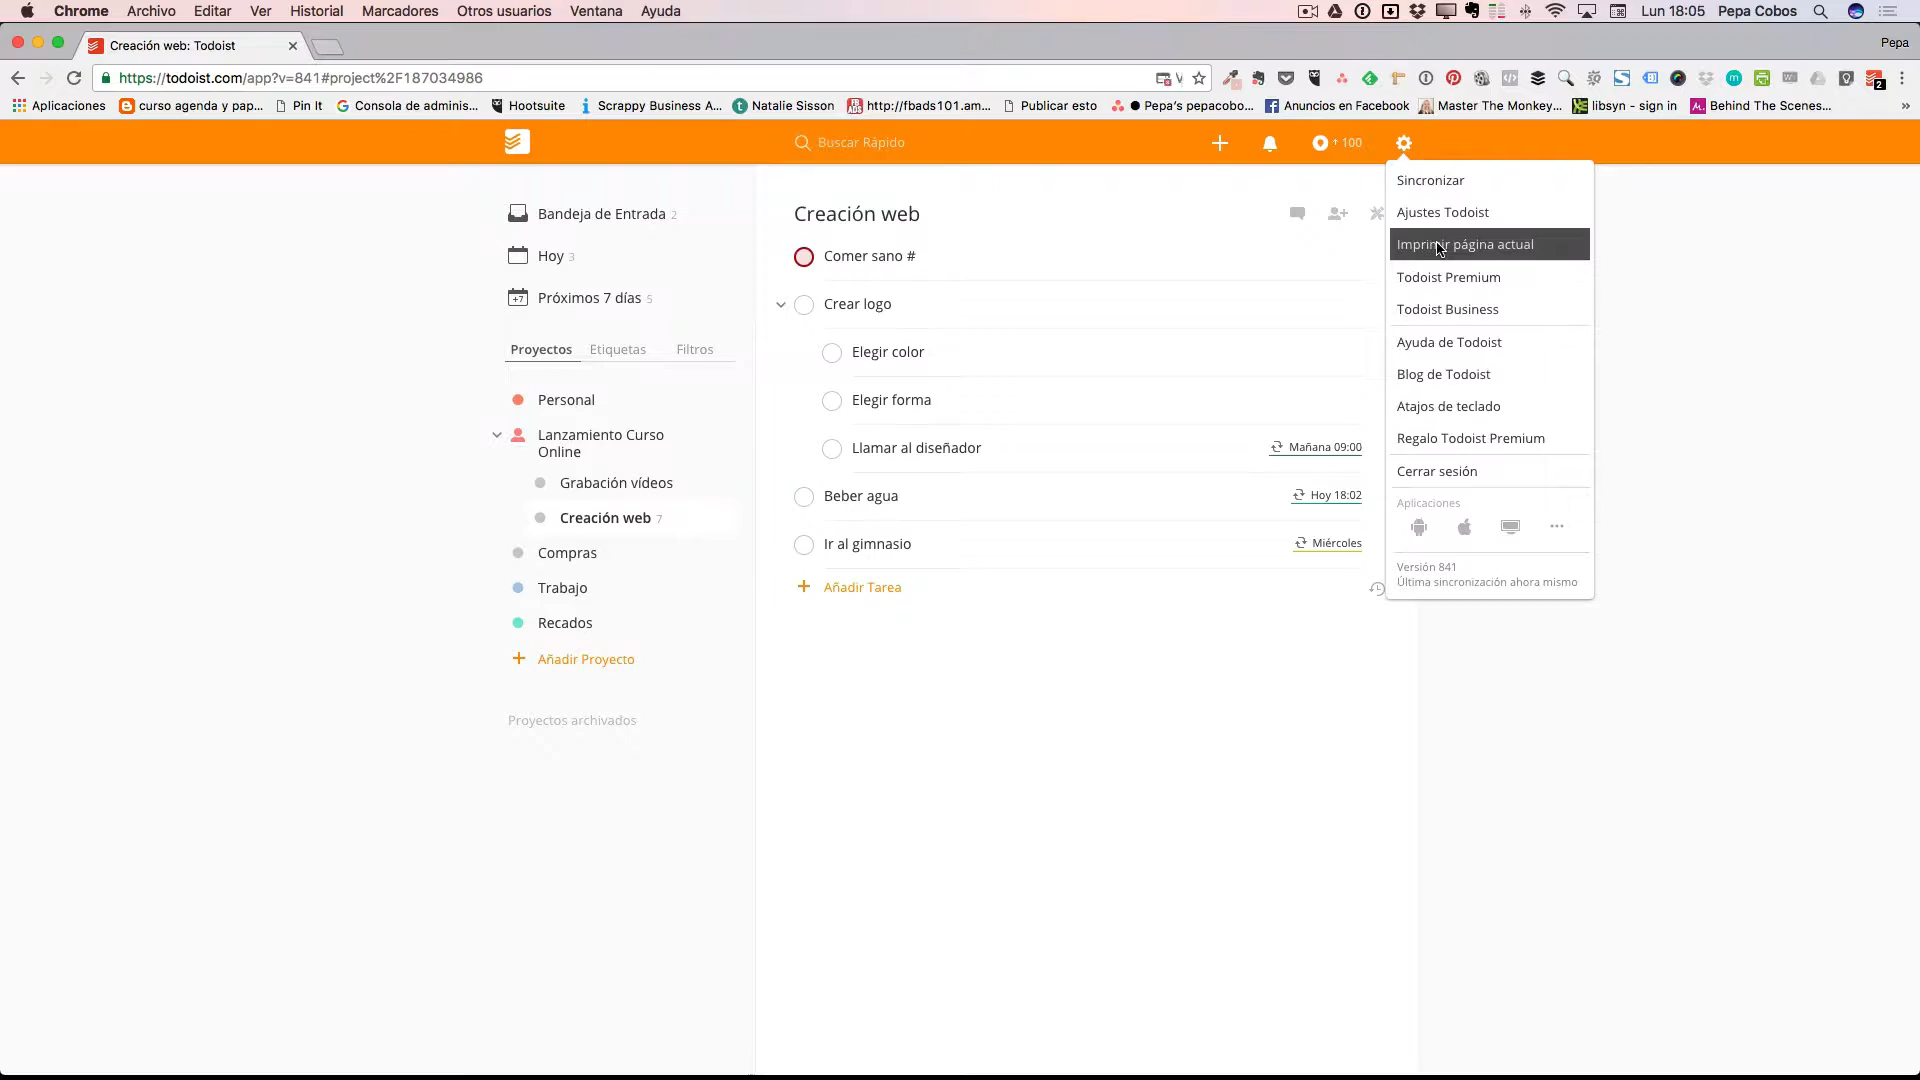 Chrome Archivo Editar Ver Historial Marcadores Otros usuarios Ventana Ayuda Lun 18:05 Pepa Cobos
Creación web: Todoist Pepa
https://todoist.com/app?v=841#project%2F187034986
Aplicaciones curso agenda y pap... Pin It Consola de adminis... Hootsuite Scrappy Business A... Natalie Sisson http://fbads101.am... Publicar esto Pepa's pepacobo... Anuncios en Facebook Master The Monkey... libsyn - sign in Behind The Scenes... »
Buscar Rápido 100
Bandeja de Entrada 2
Hoy 3
Próximos 7 días 5
Proyectos Etiquetas Filtros
Personal
Lanzamiento Curso
Online
Grabación vídeos
Creación web 7
Compras
Trabajo
Recados
+ Añadir Proyecto
Proyectos archivados
Creación web
Comer sano #
Crear logo
Elegir color
Elegir forma
Llamar al diseñador Mañana 09:00
Beber agua Hoy 18:02
Ir al gimnasio Miércoles
+ Añadir Tarea
Sincronizar
Ajustes Todoist
Imprimir página actual
Todoist Premium
Todoist Business
Ayuda de Todoist
Blog de Todoist
Atajos de teclado
Regalo Todoist Premium
Cerrar sesión
Aplicaciones
Versión 841
Última sincronización ahora mismo